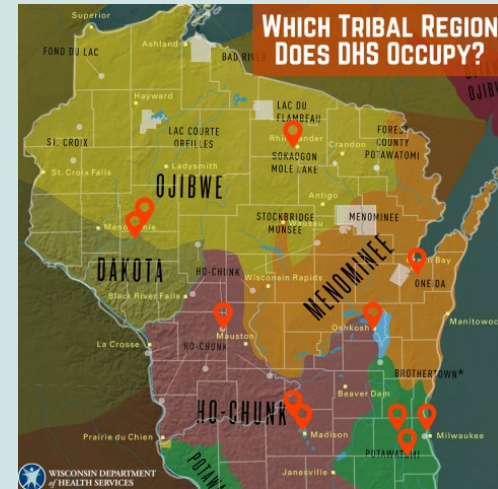 WHICH TRIBAL REGION
DOES DHS OCCUPY?
Superior
Ashland
FOND DU LAC
BAD RIVER
OJIB
Hayward
LAC DU
FLAMBEAU
LAC COURTE
OREILLES
Rhinelander
Crandon
FOREST
COUNTY
POTAWATOMI
ST. CROIX
SOKAOGON
MOLE LAKE
St. Croix Falls
Ladysmith
OJIBWE
Antigo
STOCKBRIDGE
MUNSEE
Wausau
MENOMINEE
Menomonie
DAKOTA
HO-CHUNK
MENOMINEE
Green Bay
ONEIDA
Wisconsin Rapids
Black River Falls
Oshkosh
Manitowoc
Mauston
La Crosse
HO-CHUNK
BROTHERTOWN*
Beaver Dam
HO-CHUNK
Prairie du Chien
Madison
Milwaukee
POTAWATOMI
Janesville
POTAW
WISCONSIN DEPARTMENT
of HEALTH SERVICES